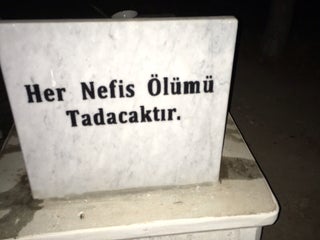 Her Nefis Ölümü
Tadacaktır.